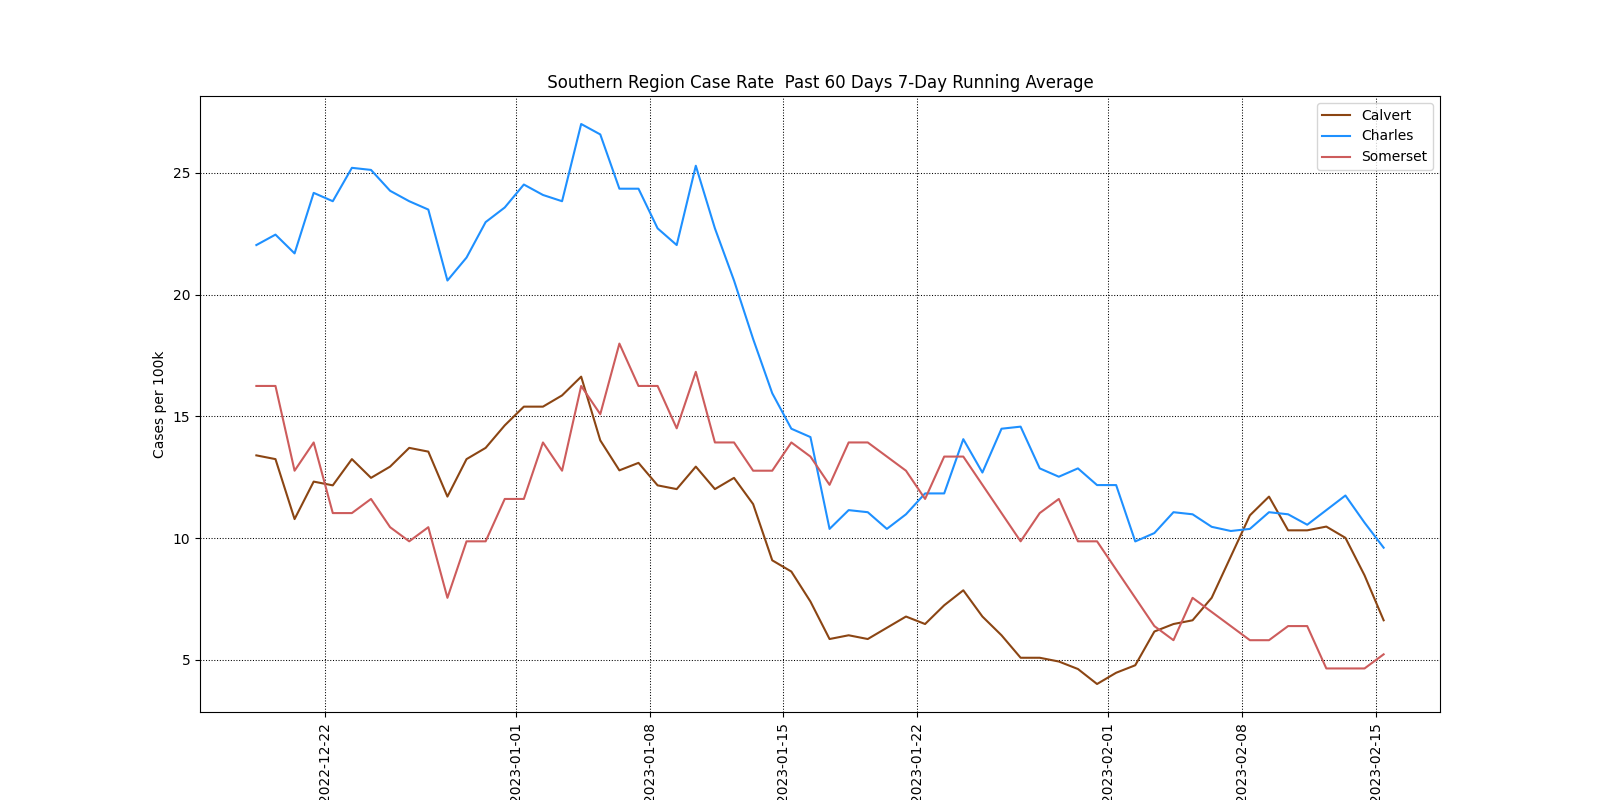 Southern Region Case Rate  Past 60 Days 7-Day Running Average
Calvert
Charles
Somerset
Cases per 100k
25
20
15
10
5
2022-12-22
2023-01-01
2023-01-08
2023-01-15
2023-01-22
2023-02-01
2023-02-08
2023-02-15